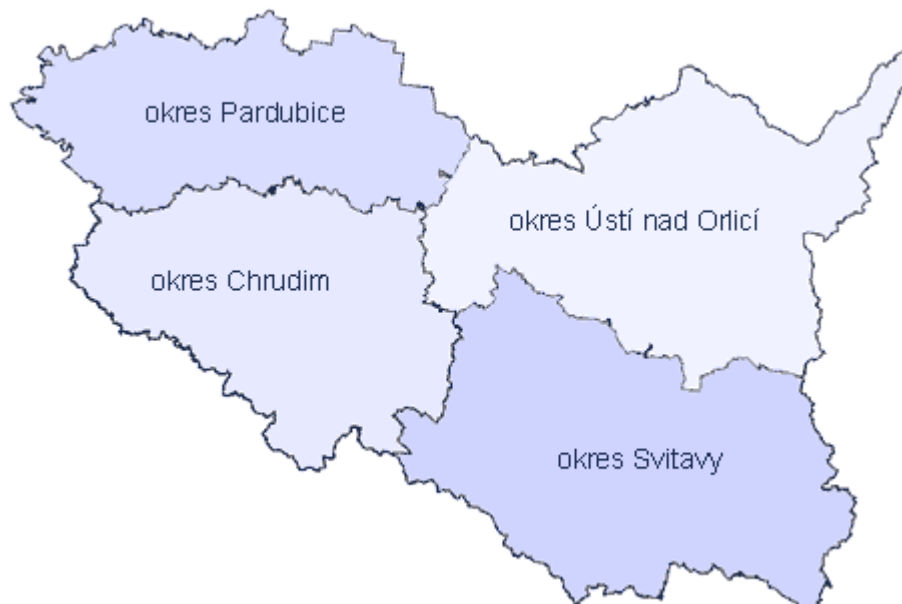 okres Pardubice
okres Ústí nad Orlicí
okres Chrudim
okres Svitavy